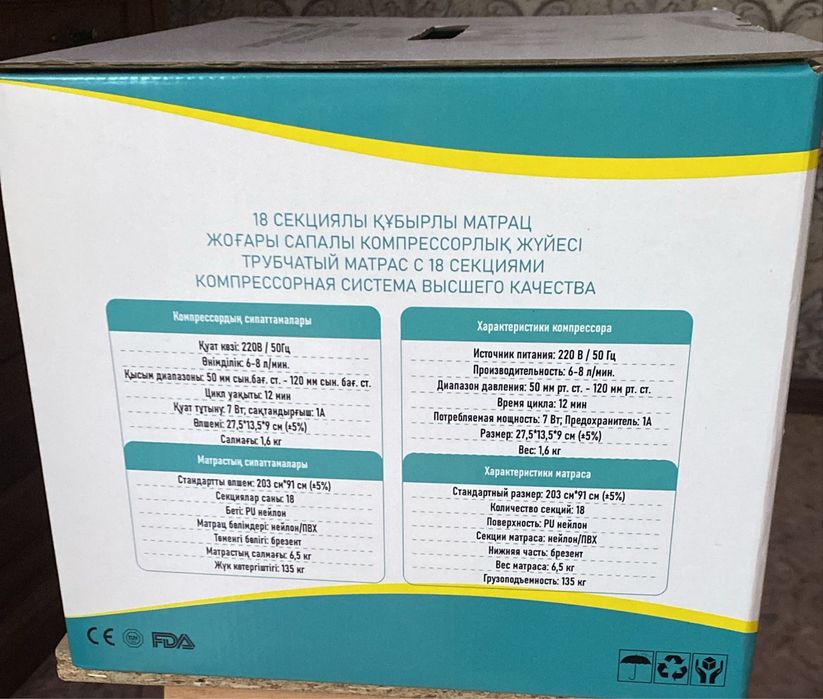 18 СЕКЦИЯЛЫ ҚҰБЫРЛЫ МАТРАЦ
ЖОҒАРЫ САПАЛЫ КОМПРЕССОРЛЫҚ ЖҮЙЕСІ
ТРУБЧАТЫЙ МАТРАС С 18 СЕКЦИЯМИ
КОМПРЕССОРНАЯ СИСТЕМА ВЫСШЕГО КАЧЕСТВА
Компрессордың сипаттамалары
Қуат көзі: 220В / 50Гц
Өнімділік: 6-8 л/мин.
Қысым диапазоны: 50 мм сын.бағ. ст. - 120 мм сын. бағ. ст.
Цикл уақыты: 12 мин
Қуат тұтыну: 7 Вт, сақтандырғыш: 1А
Өлшемі: 27,5*13,5*9 см (±5%)
Салмағы: 1,6 кг
Матрастың сипаттамалары
Стандартты өлшем: 203 см*91 см (±5%)
Секциялар саны: 18
Беті: PU нейлон
Матрац бөлімдері: нейлон/ПВХ
Төменгі бөлігі: брезент
Матрастың салмағы: 6,5 кг
Жүк көтергіштігі: 135 кг
Характеристики компрессора
Источник питания: 220 В / 50 Гц
Производительность: 6-8 л/мин.
Диапазон давления: 50 мм рт. ст. - 120 мм рт. ст.
Время цикла: 12 мин
Потребляемая мощность: 7 Вт, Предохранитель: 1А
Размер: 27,5*13,5*9 см (±5%)
Вес: 1,6 кг
Характеристики матраса
Стандартный размер: 203 см*91 см (±5%)
Количество секций: 18
Поверхность: PU нейлон
Секции матраса: нейлон/ПВХ
Нижняя часть: брезент
Вес матраса: 6,5 кг
Грузоподъемность: 135 кг
CE FDA